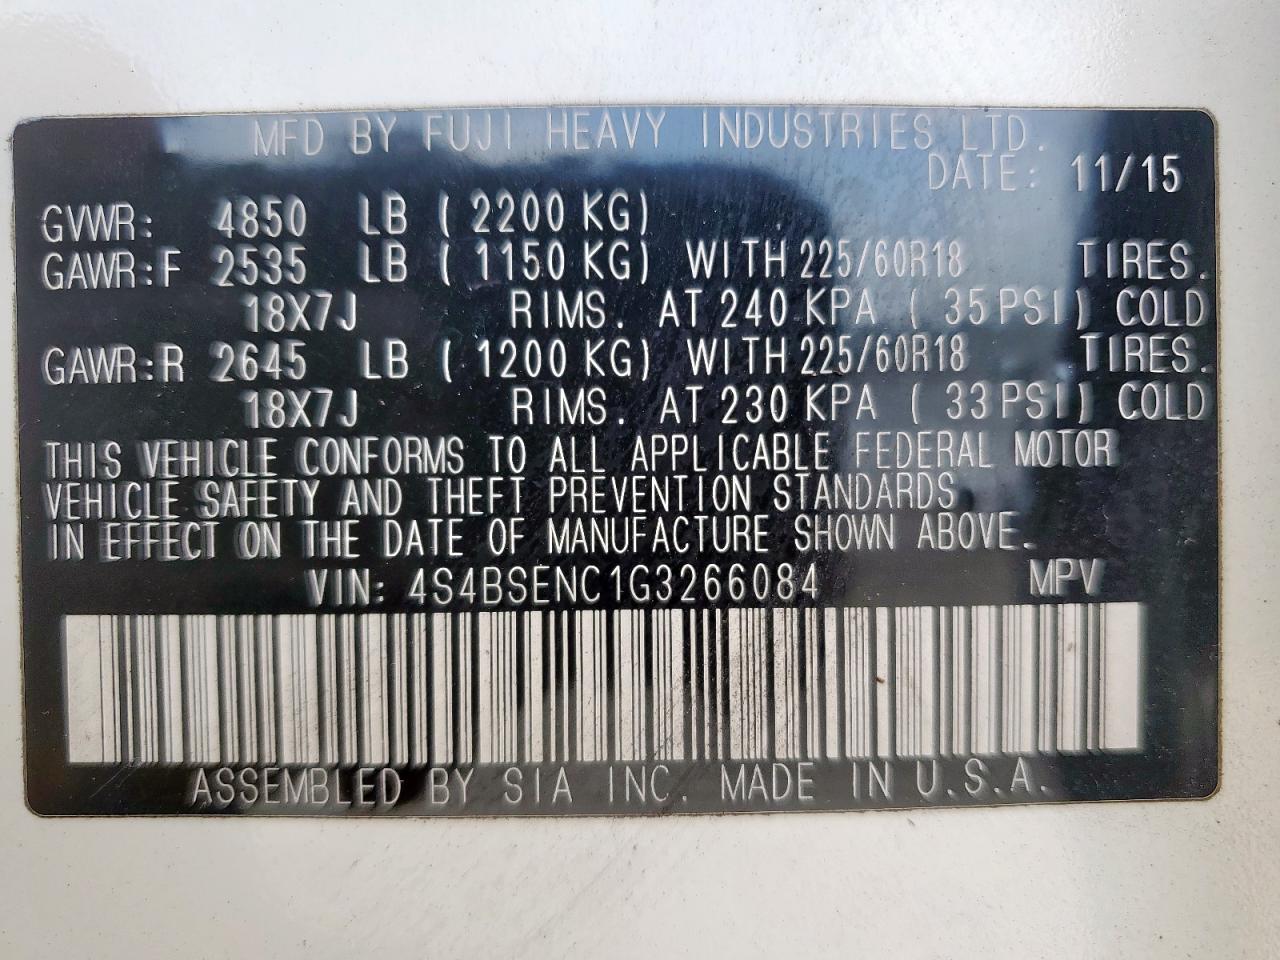 MFD BY FUJI HEAVY INDUSTRIES LTD.
DATE: 11/15
GVWR: 4850 LB ( 2200 KG)
GAWR:F 2535 LB ( 1150 KG) WITH 225/60R18 TIRES.
18X7J RIMS. AT 240 KPA ( 35 PSI) COLD
GAWR:R 2645 LB ( 1200 KG) WITH 225/60R18 TIRES.
18X7J RIMS. AT 230 KPA ( 33 PSI) COLD
THIS VEHICLE CONFORMS TO ALL APPLICABLE FEDERAL MOTOR
VEHICLE SAFETY AND THEFT PREVENTION STANDARDS
IN EFFECT ON THE DATE OF MANUFACTURE SHOWN ABOVE.
VIN: 4S4BSENC1G3266084 MPV
ASSEMBLED BY SIA INC. MADE IN U.S.A.